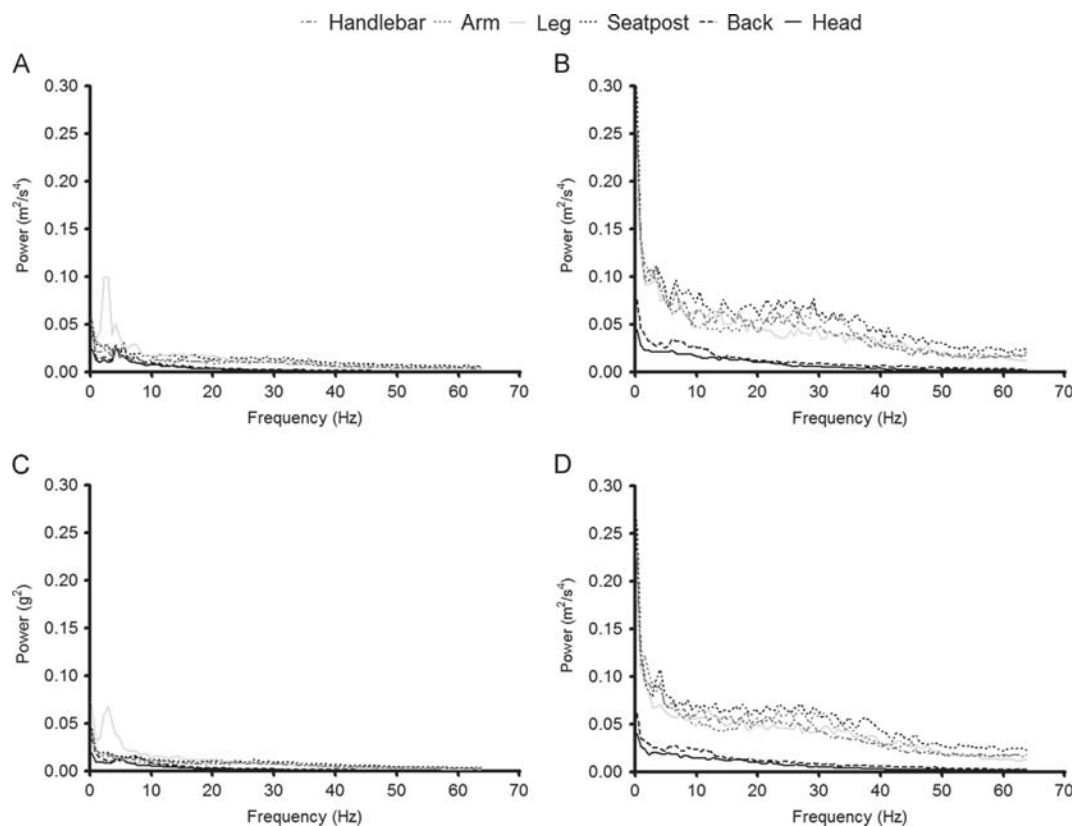 Handlebar Arm Leg Seatpost Back Head
A
0.30
0.25
0.20
0.15
0.10
0.05
0.00
Power (m²/s⁴)
0 10 20 30 40 50 60 70
Frequency (Hz)
B
0.30
0.25
0.20
0.15
0.10
0.05
0.00
Power (m²/s⁴)
0 10 20 30 40 50 60 70
Frequency (Hz)
C
0.30
0.25
0.20
0.15
0.10
0.05
0.00
Power (g²)
0 10 20 30 40 50 60 70
Frequency (Hz)
D
0.30
0.25
0.20
0.15
0.10
0.05
0.00
Power (m²/s⁴)
0 10 20 30 40 50 60 70
Frequency (Hz)